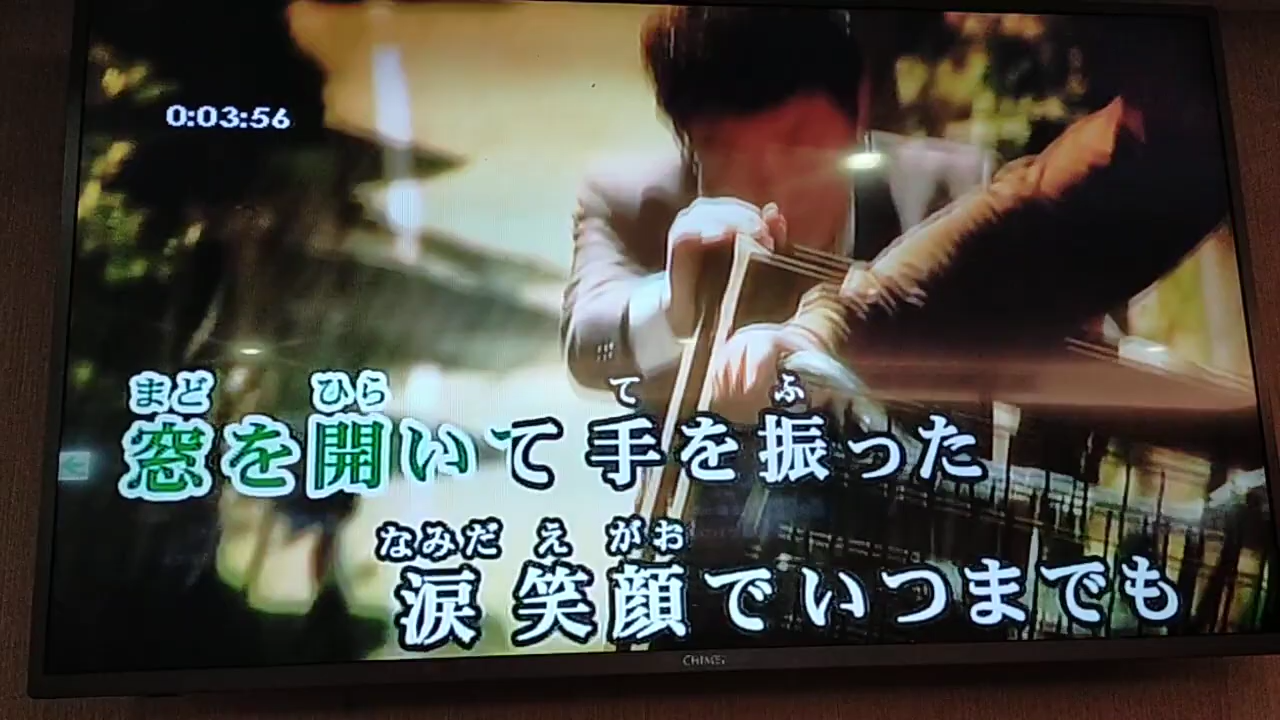 0:03:56
まど ひら て ふ
窓を開いて手を振った
なみだ え がお
涙 笑顔でいつまでも
CHIMEI